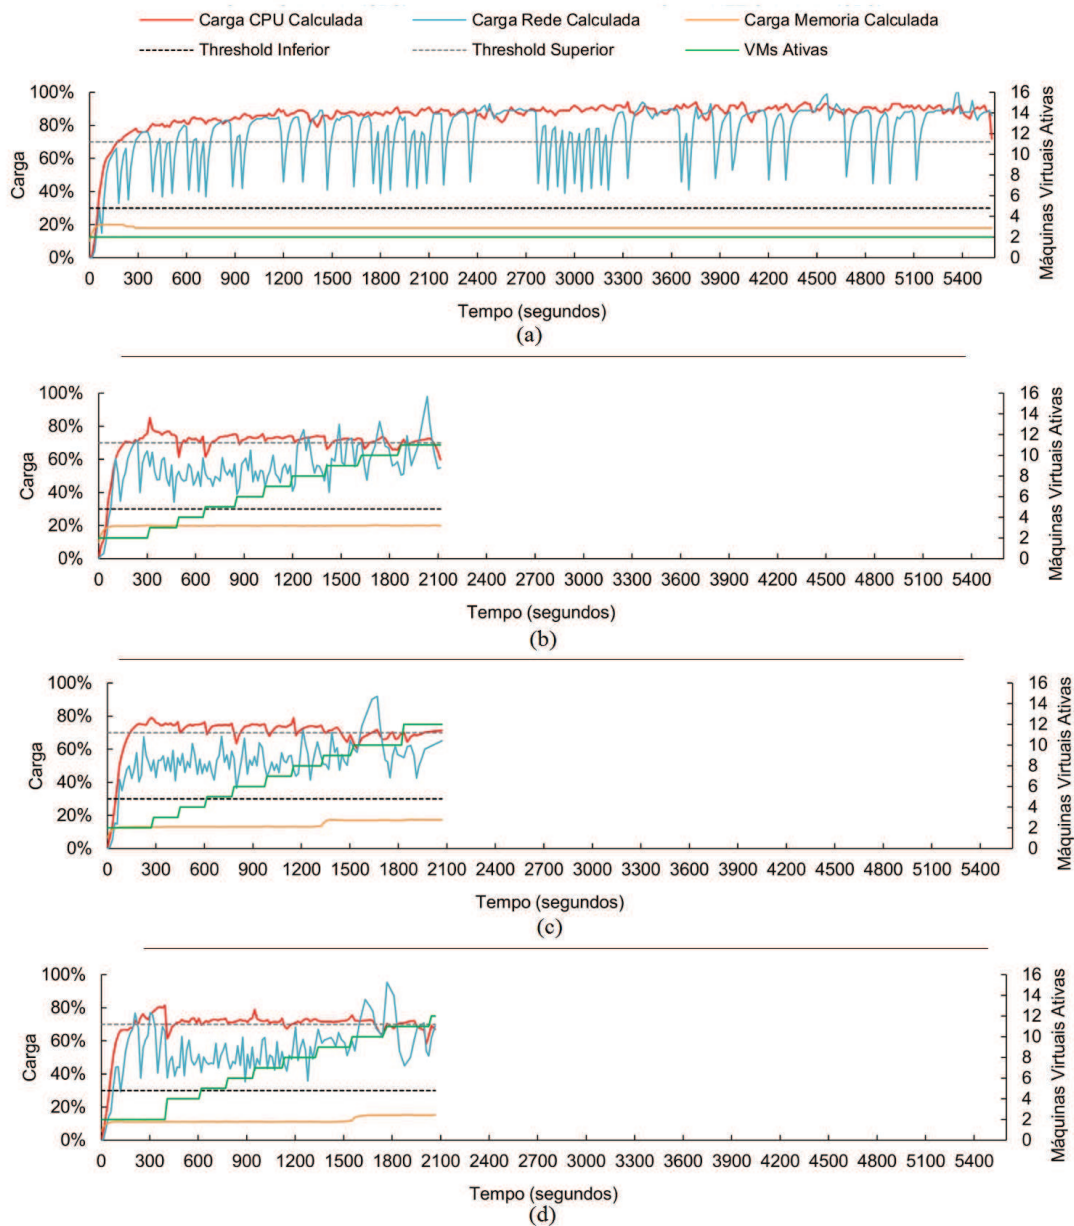 Carga CPU Calculada Carga Rede Calculada Carga Memoria Calculada
Threshold Inferior Threshold Superior VMs Ativas
100% 16
80% 14
60% 12
40% 10
20% 8
0% 6
4
2
0
Carga
Máquinas Virtuais Ativas
0 300 600 900 1200 1500 1800 2100 2400 2700 3000 3300 3600 3900 4200 4500 4800 5100 5400
Tempo (segundos)
(a)
100% 16
80% 14
60% 12
40% 10
20% 8
0% 6
4
2
0
Carga
Máquinas Virtuais Ativas
0 300 600 900 1200 1500 1800 2100 2400 2700 3000 3300 3600 3900 4200 4500 4800 5100 5400
Tempo (segundos)
(b)
100% 16
80% 14
60% 12
40% 10
20% 8
0% 6
4
2
0
Carga
Máquinas Virtuais Ativas
0 300 600 900 1200 1500 1800 2100 2400 2700 3000 3300 3600 3900 4200 4500 4800 5100 5400
Tempo (segundos)
(c)
100% 16
80% 14
60% 12
40% 10
20% 8
0% 6
4
2
0
Carga
Máquinas Virtuais Ativas
0 300 600 900 1200 1500 1800 2100 2400 2700 3000 3300 3600 3900 4200 4500 4800 5100 5400
Tempo (segundos)
(d)